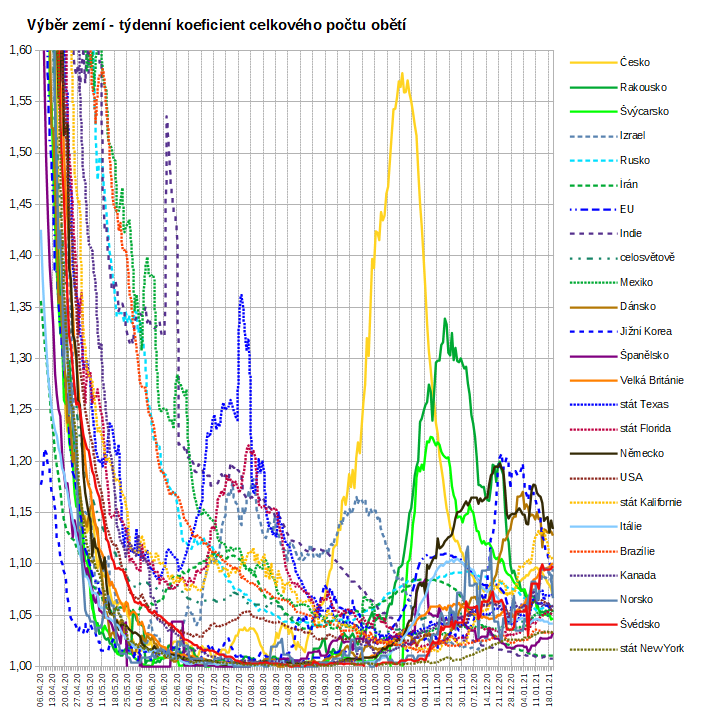 Výběr zemí - týdenní koeficient celkového počtu obětí
1,60
1,55
1,50
1,45
1,40
1,35
1,30
1,25
1,20
1,15
1,10
1,05
1,00
06.04.20
13.04.20
20.04.20
27.04.20
04.05.20
11.05.20
18.05.20
25.05.20
01.06.20
08.06.20
15.06.20
22.06.20
29.06.20
06.07.20
13.07.20
20.07.20
27.07.20
03.08.20
10.08.20
17.08.20
24.08.20
31.08.20
07.09.20
14.09.20
21.09.20
28.09.20
05.10.20
12.10.20
19.10.20
26.10.20
02.11.20
09.11.20
16.11.20
23.11.20
30.11.20
07.12.20
14.12.20
21.12.20
28.12.20
04.01.21
11.01.21
18.01.21
Česko
Rakousko
Švýcarsko
Izrael
Rusko
Írán
EU
Indie
celosvětově
Mexiko
Dánsko
Jižní Korea
Španělsko
Velká Británie
stát Texas
stát Florida
Německo
USA
stát Kalifornie
Itálie
Brazílie
Kanada
Norsko
Švédsko
stát NewYork